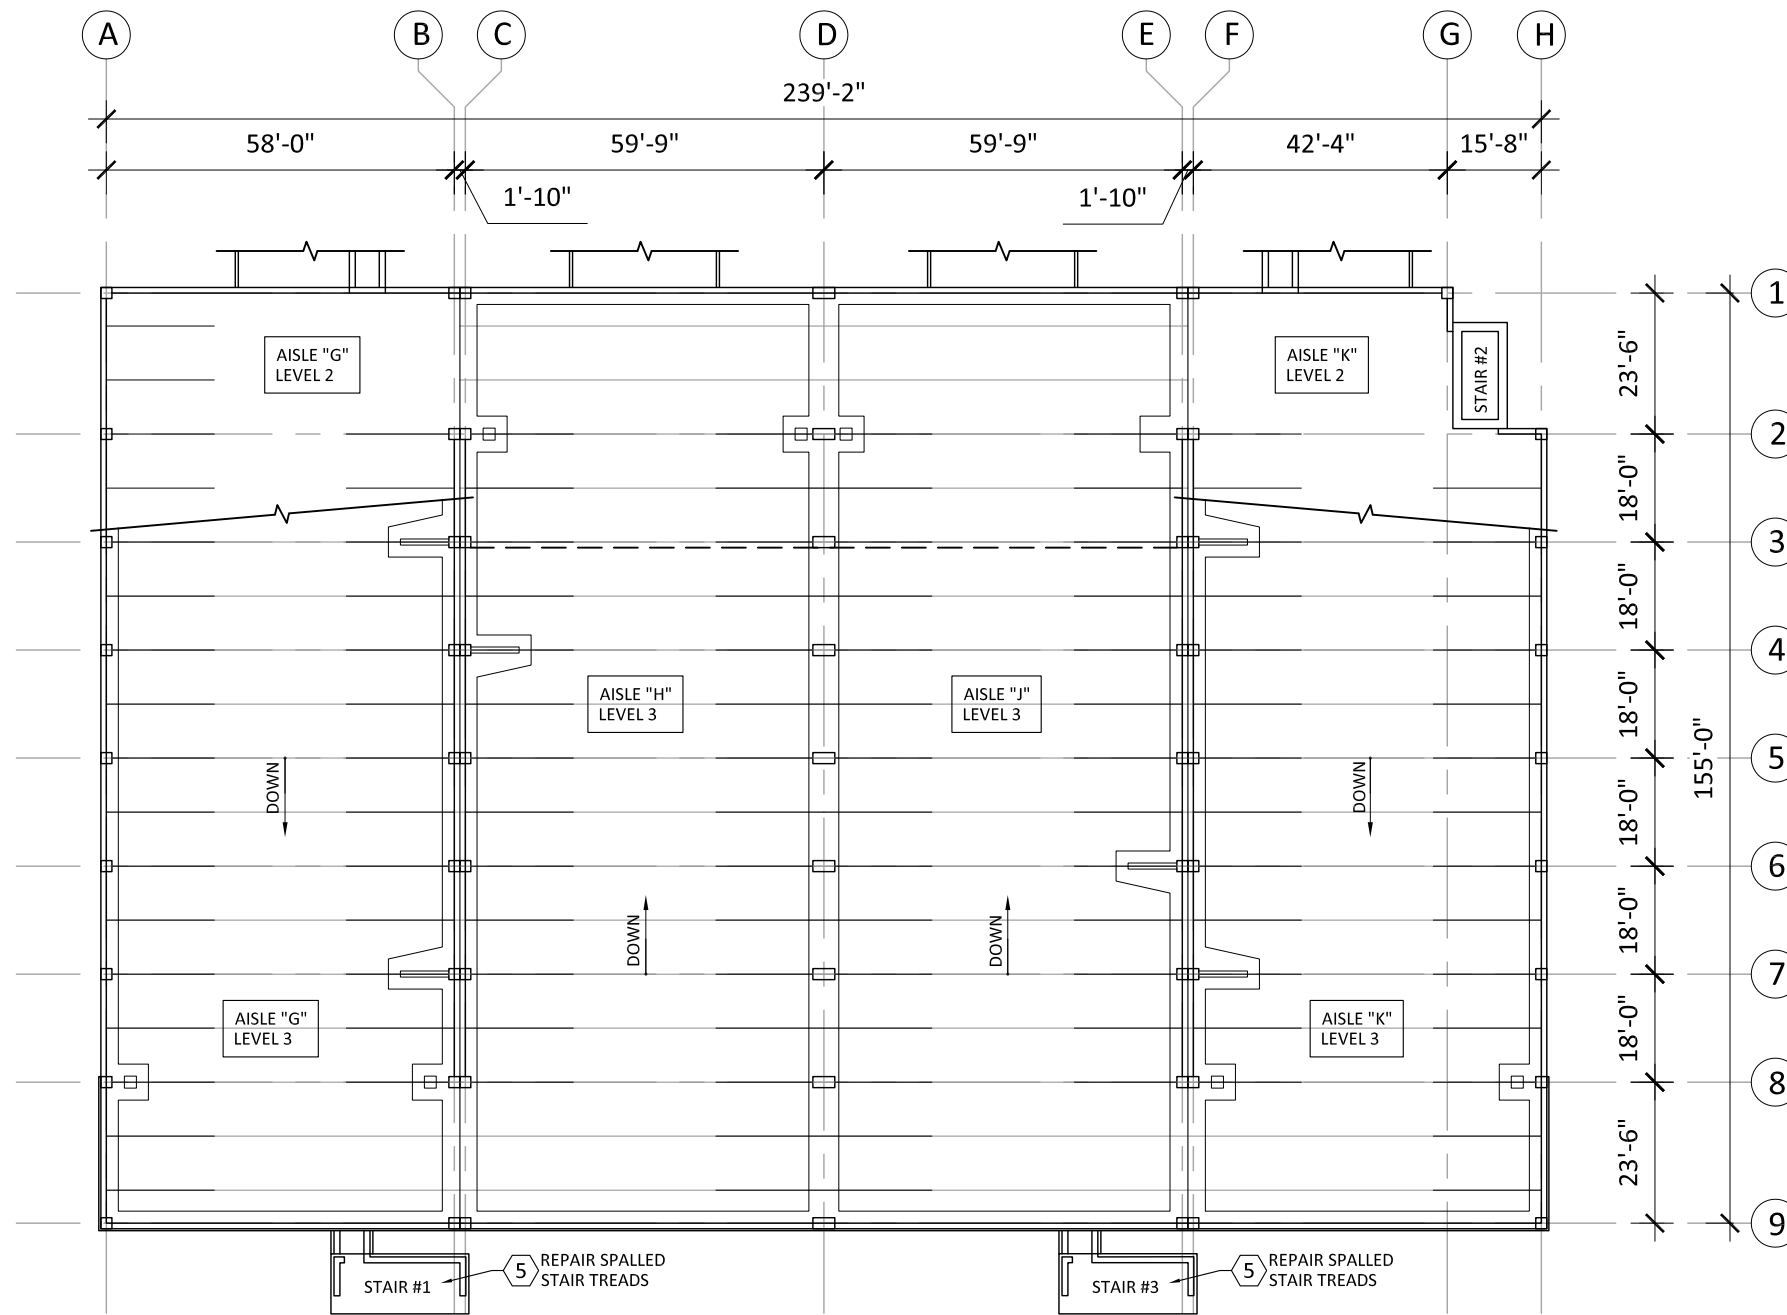 A
B
C
D
E
F
G
H
239'-2"
58'-0"
59'-9"
59'-9"
42'-4"
15'-8"
1'-10"
1'-10"
1
23'-6"
AISLE "G"
LEVEL 2
AISLE "K"
LEVEL 2
STAIR #2
2
18'-0"
3
18'-0"
4
AISLE "H"
LEVEL 3
AISLE "J"
LEVEL 3
18'-0"
155'-0"
5
DOWN
DOWN
18'-0"
6
DOWN
DOWN
18'-0"
7
AISLE "G"
LEVEL 3
AISLE "K"
LEVEL 3
18'-0"
8
23'-6"
9
STAIR #1
5
REPAIR SPALLED
STAIR TREADS
STAIR #3
5
REPAIR SPALLED
STAIR TREADS